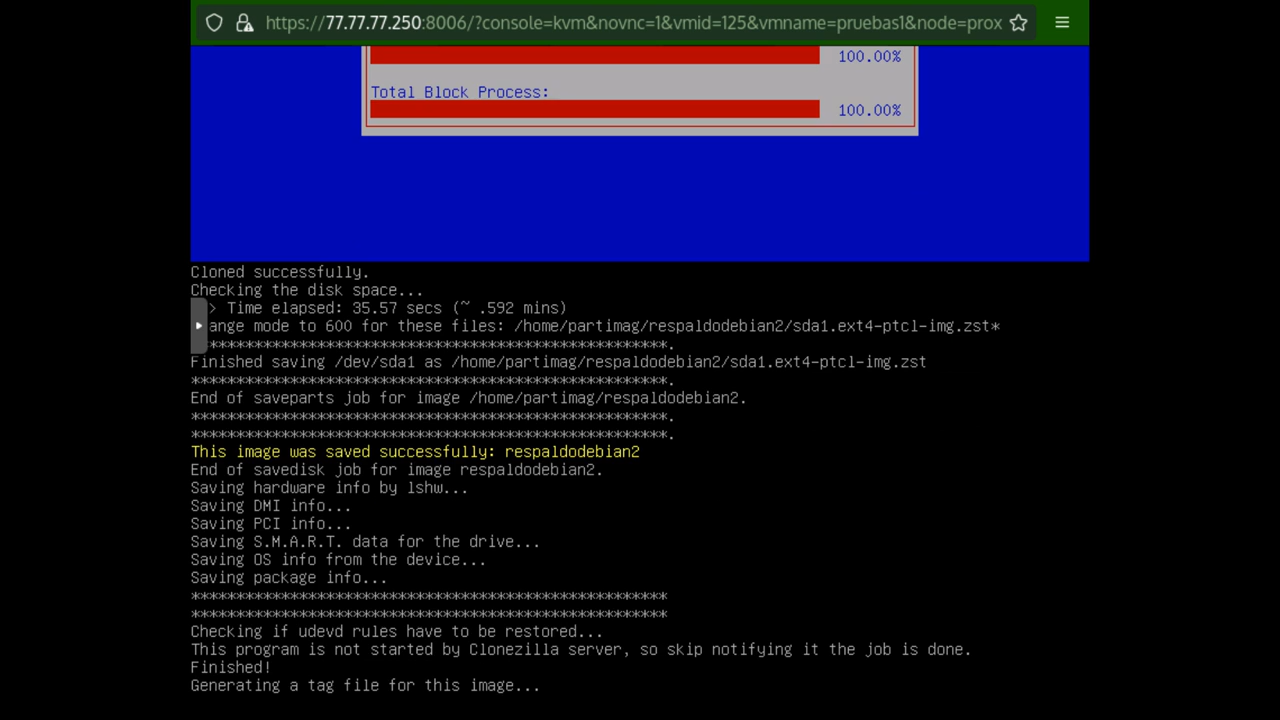 https://77.77.77.250:8006/?console=kvm&novnc=1&vmid=125&vmname=pruebas1&node=prox
100.00%
Total Block Process:
100.00%
Cloned successfully.
Checking the disk space...
> Time elapsed: 35.57 secs (~ .592 mins)
ange mode to 600 for these files: /home/partimag/respaldodebian2/sda1.ext4-ptcl-img.zst*
***************************************************.
Finished saving /dev/sda1 as /home/partimag/respaldodebian2/sda1.ext4-ptcl-img.zst
*****************************************************.
End of saveparts job for image /home/partimag/respaldodebian2.
*****************************************************.
*****************************************************.
This image was saved successfully: respaldodebian2
End of savedisk job for image respaldodebian2.
Saving hardware info by lshw...
Saving DMI info...
Saving PCI info...
Saving S.M.A.R.T. data for the drive...
Saving OS info from the device...
Saving package info...
*****************************************************
*****************************************************
Checking if udevd rules have to be restored...
This program is not started by Clonezilla server, so skip notifying it the job is done.
Finished!
Generating a tag file for this image...